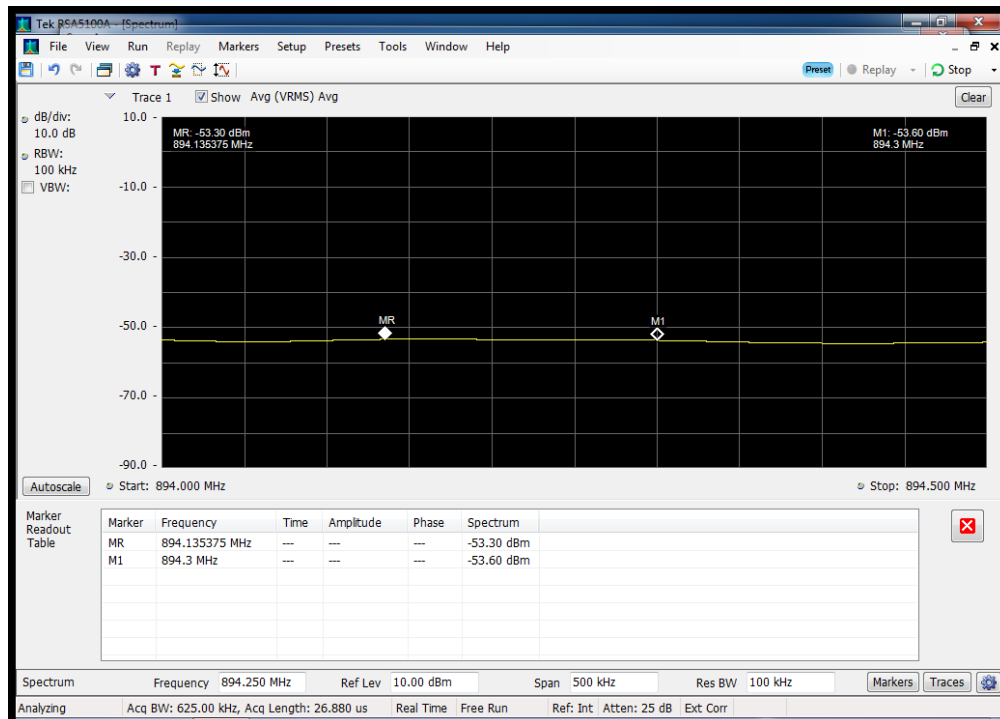 Tek RSA5100A - [Spectrum]
File View Run Replay Markers Setup Presets Tools Window Help
T Preset Replay Stop
Trace 1 Show Avg (VRMS) Avg Clear
dB/div:
10.0 dB
RBW:
100 kHz
VBW:
10.0
-10.0
-30.0
-50.0
-70.0
-90.0
MR: -53.30 dBm
894.135375 MHz
M1: -53.60 dBm
894.3 MHz
MR
M1
Autoscale Start: 894.000 MHz Stop: 894.500 MHz
Marker
Readout
Table
Marker Frequency Time Amplitude Phase Spectrum
MR 894.135375 MHz --- --- --- -53.30 dBm
M1 894.3 MHz --- --- --- -53.60 dBm
Spectrum Frequency 894.250 MHz Ref Lev 10.00 dBm Span 500 kHz Res BW 100 kHz Markers Traces
Analyzing Acq BW: 625.00 kHz, Acq Length: 26.880 us Real Time Free Run Ref: Int Atten: 25 dB Ext Corr